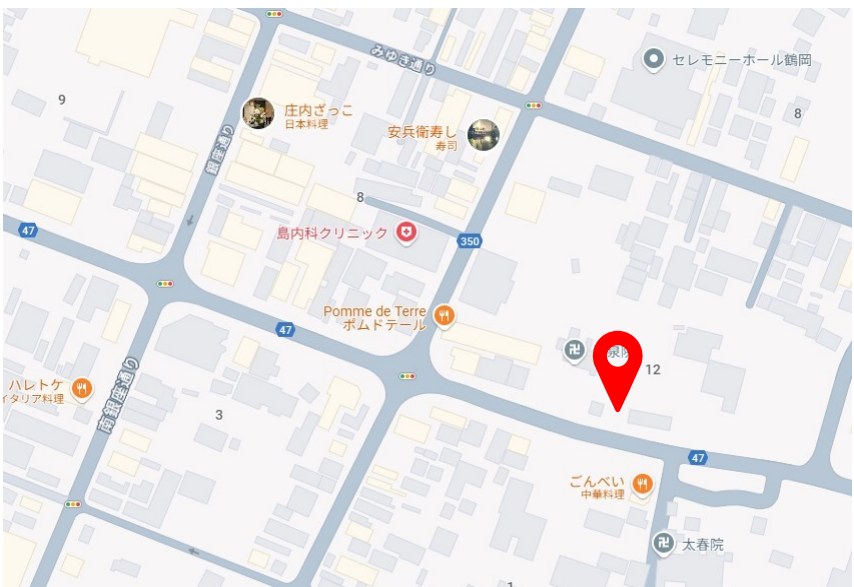 みゆき通り
セレモニーホール鶴岡
9
庄内ざっこ
日本料理
8
安兵衛寿し
寿司
銀座通り
8
島内科クリニック
47
350
Pomme de Terre
ポムドテール
47
12
ハレトケ
イタリア料理
南銀座通り
3
47
ごんべい
中華料理
太春院
1